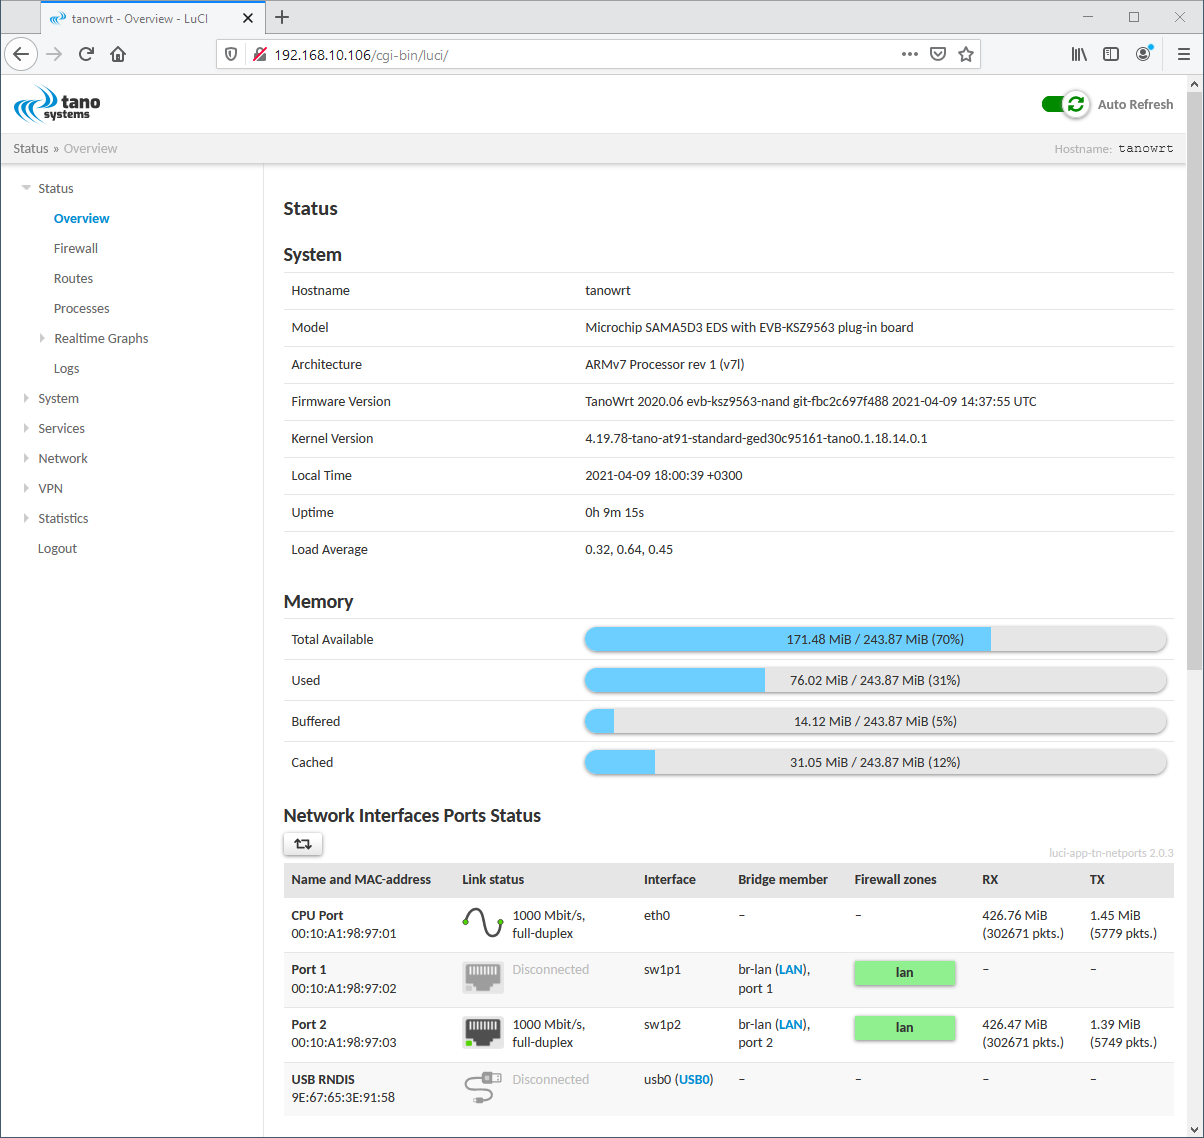 tanowrt - Overview - LuCI
192.168.10.106/cgi-bin/luci/
tano
systems
Auto Refresh
Status » Overview
Hostname: tanowrt
Status
Overview
Firewall
Routes
Processes
Realtime Graphs
Logs
System
Services
Network
VPN
Statistics
Logout
Status
System
Hostname tanowrt
Model Microchip SAMA5D3 EDS with EVB-KSZ9563 plug-in board
Architecture ARMv7 Processor rev 1 (v7l)
Firmware Version TanoWrt 2020.06 evb-ksz9563-nand git-fbc2c697f488 2021-04-09 14:37:55 UTC
Kernel Version 4.19.78-tano-at91-standard-ged30c95161-tano0.1.18.14.0.1
Local Time 2021-04-09 18:00:39 +0300
Uptime 0h 9m 15s
Load Average 0.32, 0.64, 0.45
Memory
Total Available 171.48 MiB / 243.87 MiB (70%)
Used 76.02 MiB / 243.87 MiB (31%)
Buffered 14.12 MiB / 243.87 MiB (5%)
Cached 31.05 MiB / 243.87 MiB (12%)
Network Interfaces Ports Status
luci-app-tn-netports 2.0.3
Name and MAC-address Link status Interface Bridge member Firewall zones RX TX
CPU Port 1000 Mbit/s, eth0 – – 426.76 MiB 1.45 MiB
00:10:A1:98:97:01 full-duplex (302671 pkts.) (5779 pkts.)
Port 1 Disconnected sw1p1 br-lan (LAN), lan – –
00:10:A1:98:97:02 port 1
Port 2 1000 Mbit/s, sw1p2 br-lan (LAN), lan 426.47 MiB 1.39 MiB
00:10:A1:98:97:03 full-duplex port 2 (302671 pkts.) (5749 pkts.)
USB RNDIS Disconnected usb0 (USB0) – – – –
9E:67:65:3E:91:58